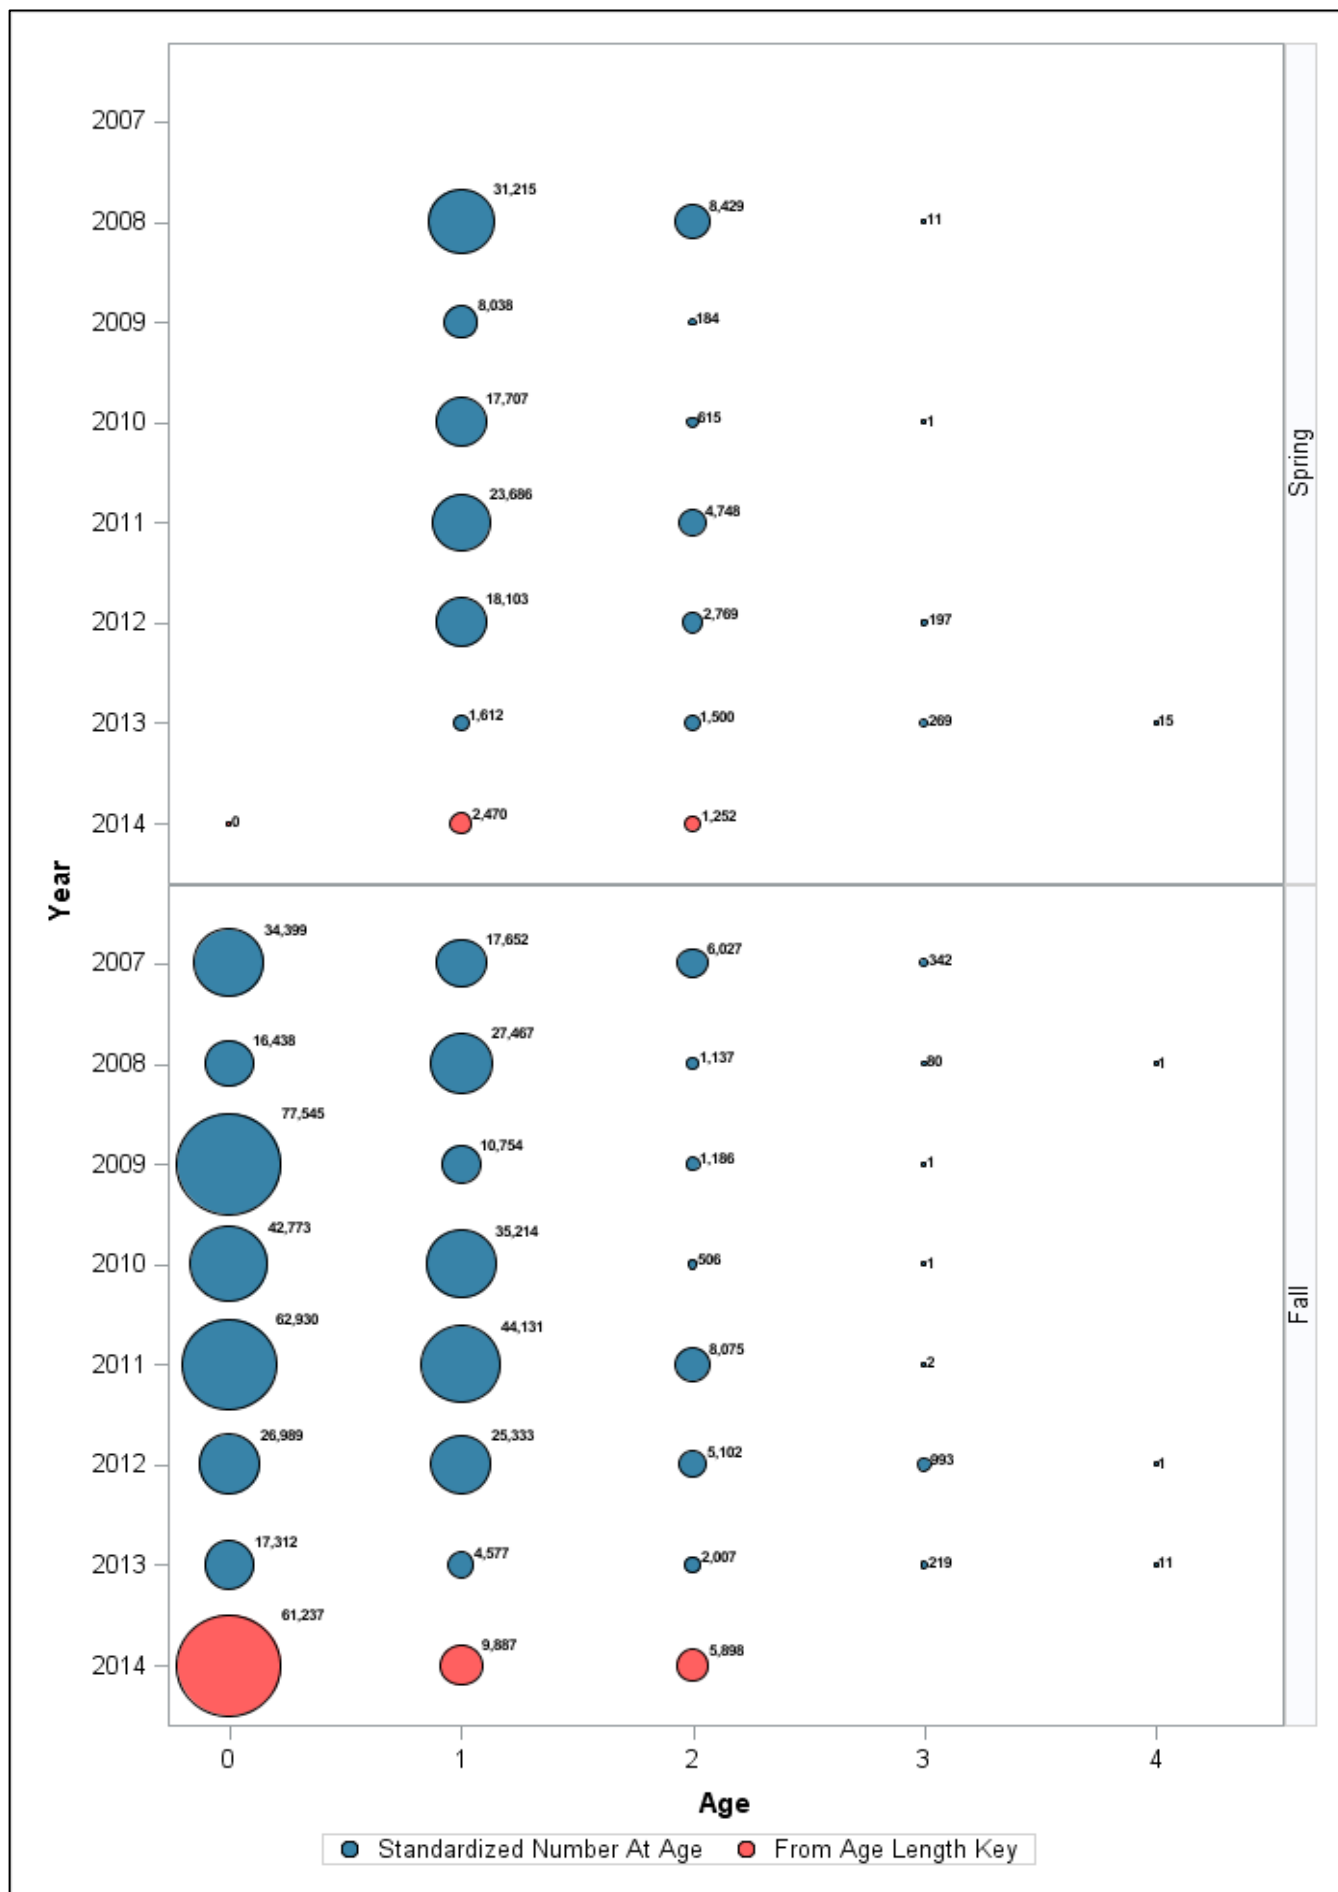 2007
2008 31,215 8,429 11
2009 8,038 184
2010 17,707 615 1
2011 23,686 4,748
2012 18,103 2,769 197
2013 1,612 1,500 269 15
2014 0 2,470 1,252
Spring
Year
2007 34,399 17,652 6,027 342
2008 16,438 27,467 1,137 80 1
2009 77,545 10,754 1,186 1
2010 42,773 35,214 506 1
2011 62,930 44,131 8,075 2
2012 26,989 25,333 5,102 993 1
2013 17,312 4,577 2,007 219 11
2014 61,237 9,887 5,898
Fall
0 1 2 3 4
Age
Standardized Number At Age From Age Length Key